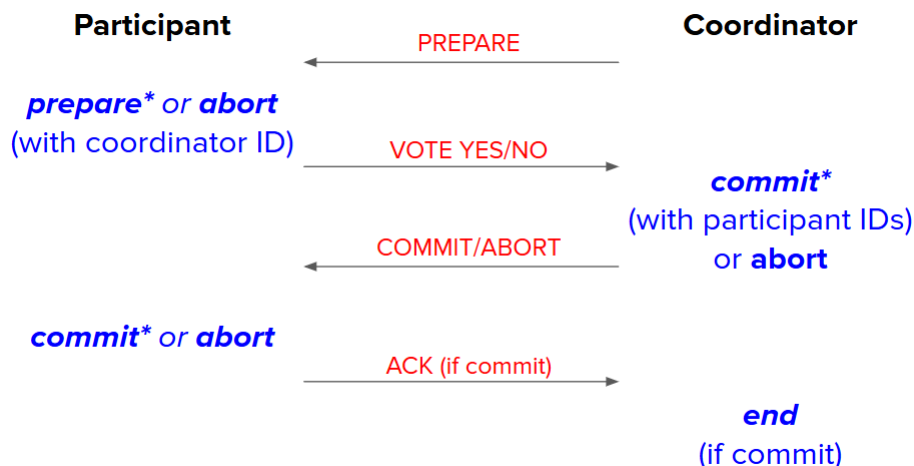 Participant
Coordinator
PREPARE
prepare* or abort
(with coordinator ID)
VOTE YES/NO
commit*
(with participant IDs)
or abort
COMMIT/ABORT
commit* or abort
ACK (if commit)
end
(if commit)